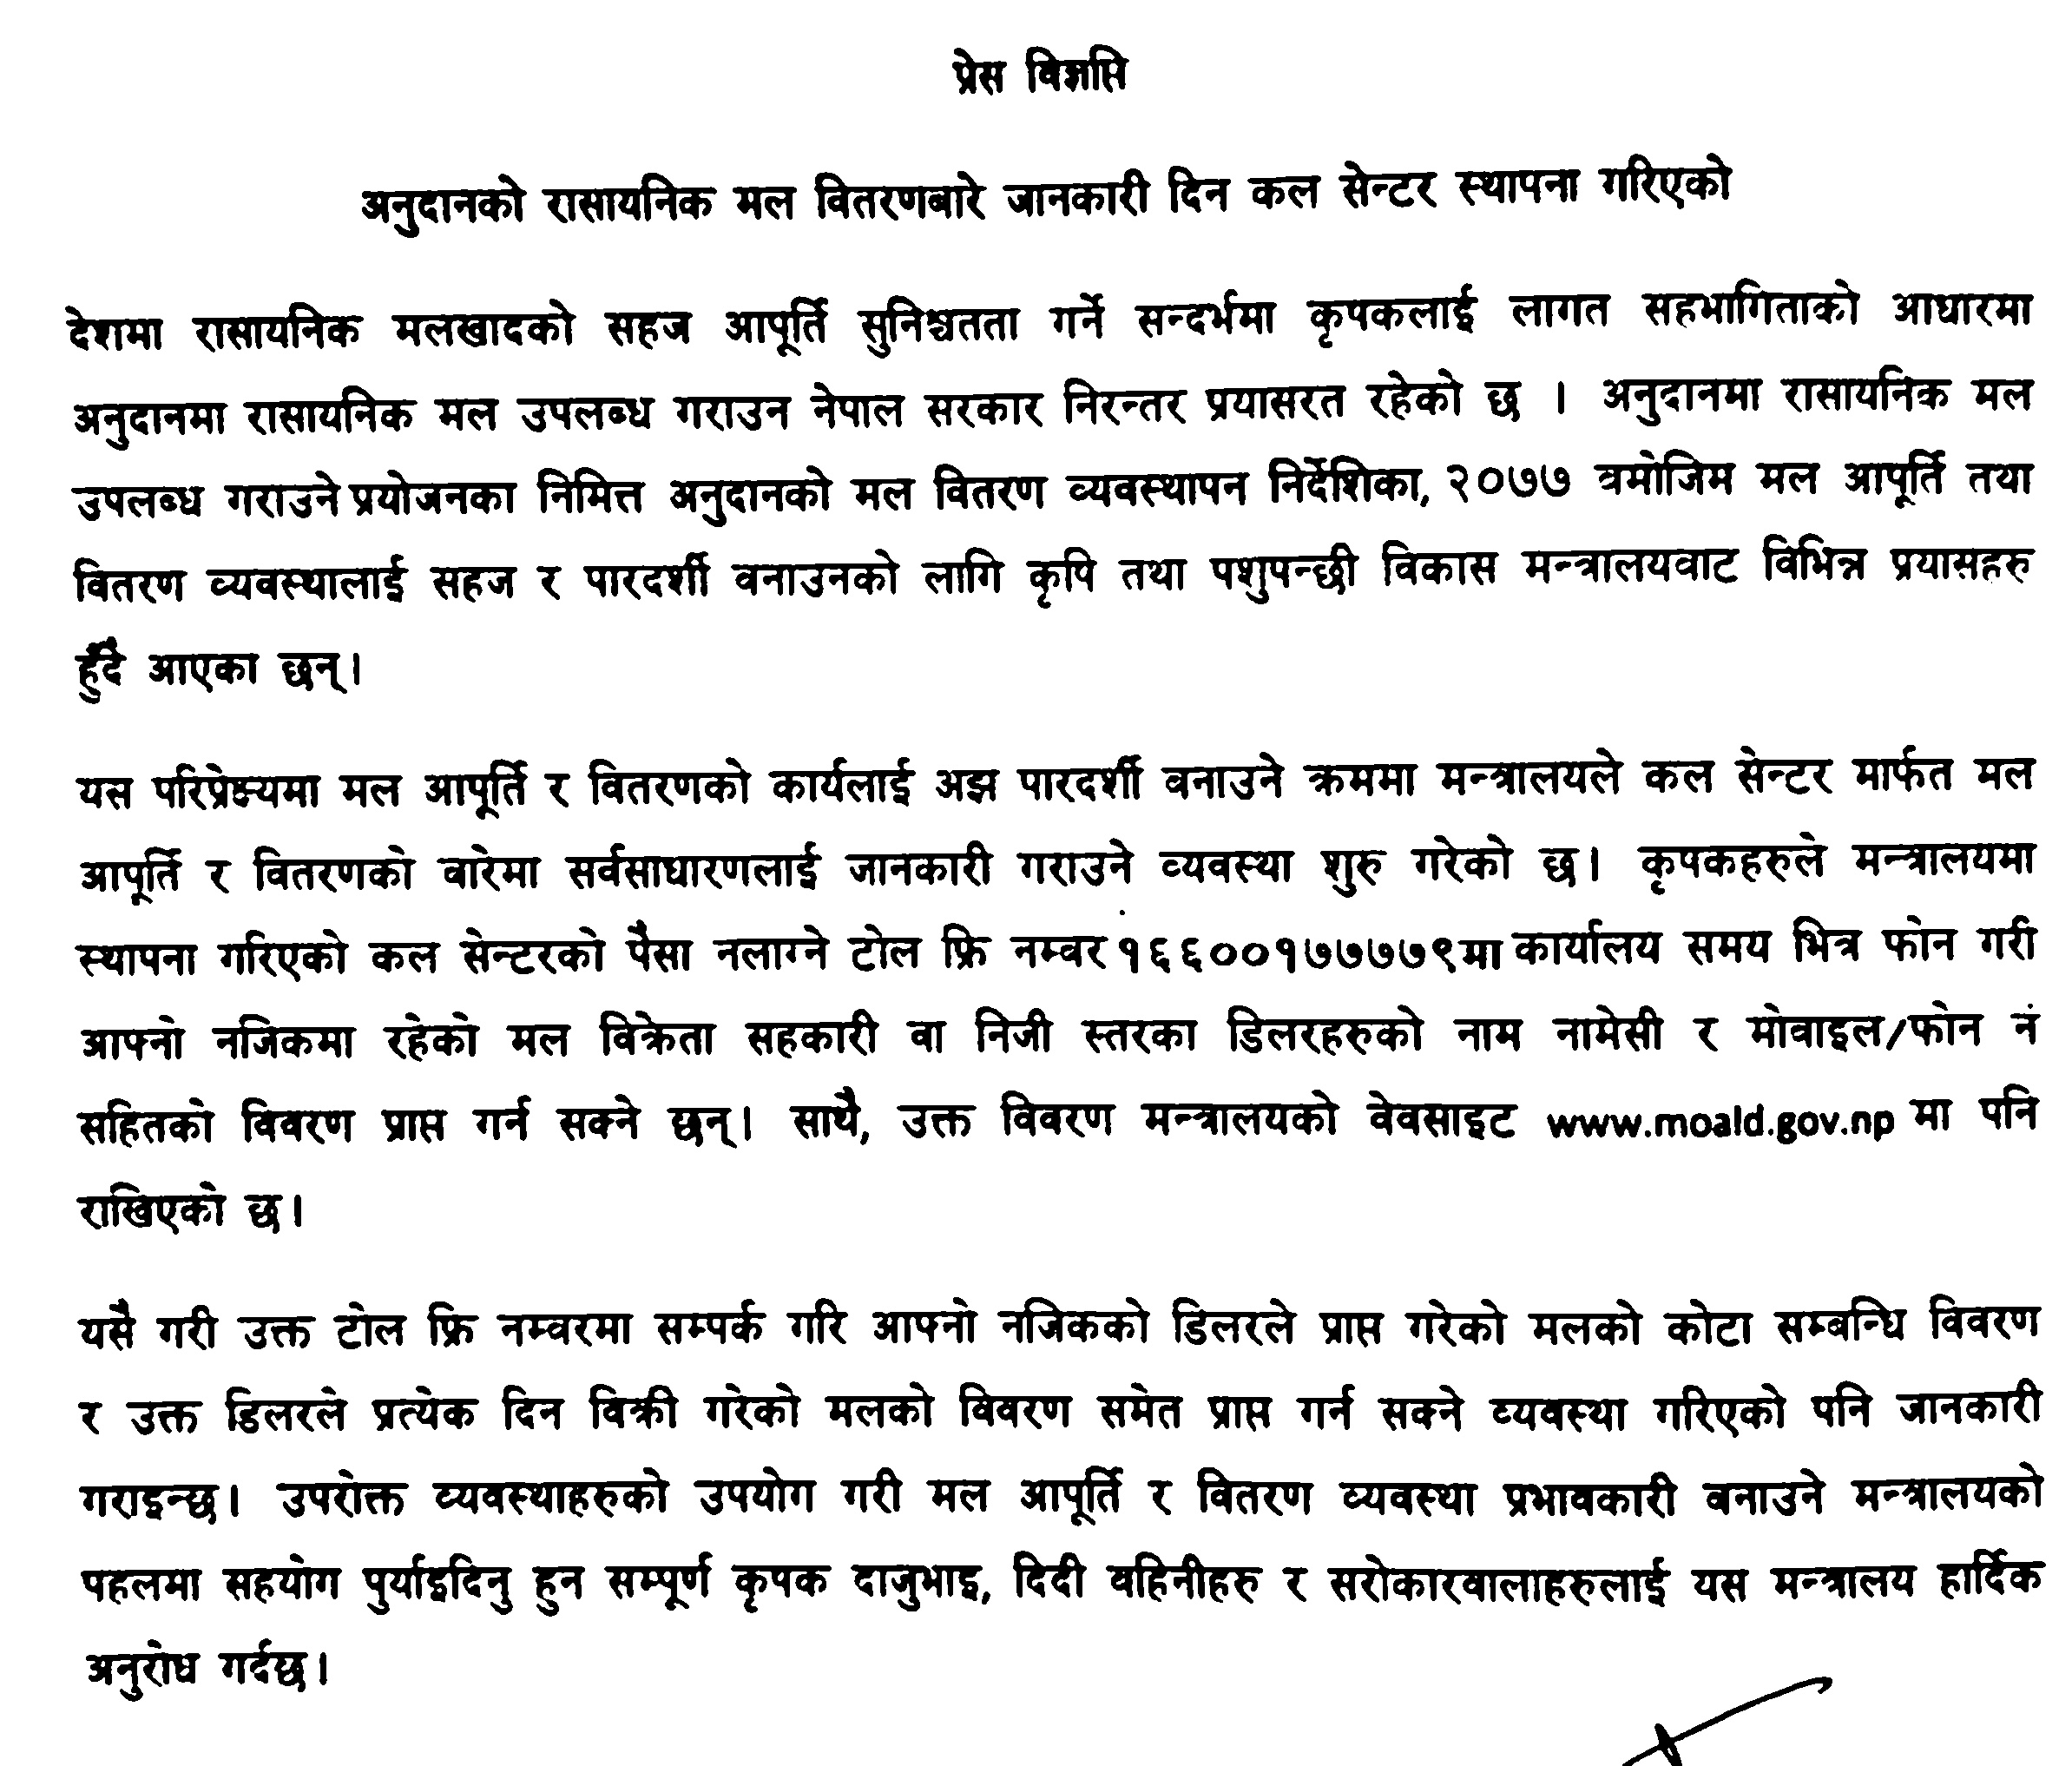 प्रेस विज्ञप्ति
अनुदानको रासायनिक मल वितरणबारे जानकारी दिन कल सेन्टर स्थापना गरिएको
देशमा रासायनिक मलखादको सहज आपूर्ति सुनिश्चतता गर्ने सन्दर्भमा कृषकलाई लागत सहभागिताको आधारमा
अनुदानमा रासायनिक मल उपलब्ध गराउन नेपाल सरकार निरन्तर प्रयासरत रहेको छ । अनुदानमा रासायनिक मल
उपलब्ध गराउने प्रयोजनका निमित्त अनुदानको मल वितरण व्यवस्थापन निर्देशिका, २०७७ बमोजिम मल आपूर्ति तथा
वितरण व्यवस्थालाई सहज र पारदर्शी बनाउनको लागि कृषि तथा पशुपन्छी विकास मन्त्रालयबाट विभिन्न प्रयासहरु
हुँदै आएका छन्।
यस परिप्रेक्ष्यमा मल आपूर्ति र वितरणको कार्यलाई अझ पारदर्शी बनाउने क्रममा मन्त्रालयले कल सेन्टर मार्फत मल
आपूर्ति र वितरणको बारेमा सर्वसाधारणलाई जानकारी गराउने व्यवस्था शुरु गरेको छ। कृषकहरुले मन्त्रालयमा
स्थापना गरिएको कल सेन्टरको पैसा नलाग्ने टोल फ्रि नम्वर १६६००१७७७७९मा कार्यालय समय भित्र फोन गरी
आफ्नो नजिकमा रहेको मल विक्रेता सहकारी वा निजी स्तरका डिलरहरुको नाम नामेसी र मोवाइल/फोन नं
सहितको विवरण प्राप्त गर्न सक्ने छन्। साथै, उक्त विवरण मन्त्रालयको वेवसाइट www.moald.gov.np मा पनि
राखिएको छ।
यसै गरी उक्त टोल फ्रि नम्वरमा सम्पर्क गरि आफ्नो नजिकको डिलरले प्राप्त गरेको मलको कोटा सम्बन्धि विवरण
र उक्त डिलरले प्रत्येक दिन विक्री गरेको मलको विवरण समेत प्राप्त गर्न सक्ने व्यवस्था गरिएको पनि जानकारी
गराइन्छ। उपरोक्त व्यवस्थाहरुको उपयोग गरी मल आपूर्ति र वितरण व्यवस्था प्रभावकारी बनाउने मन्त्रालयको
पहलमा सहयोग पुर्याइदिनु हुन सम्पूर्ण कृषक दाजुभाइ, दिदी बहिनीहरु र सरोकारवालाहरुलाई यस मन्त्रालय हार्दिक
अनुरोध गर्दछ।